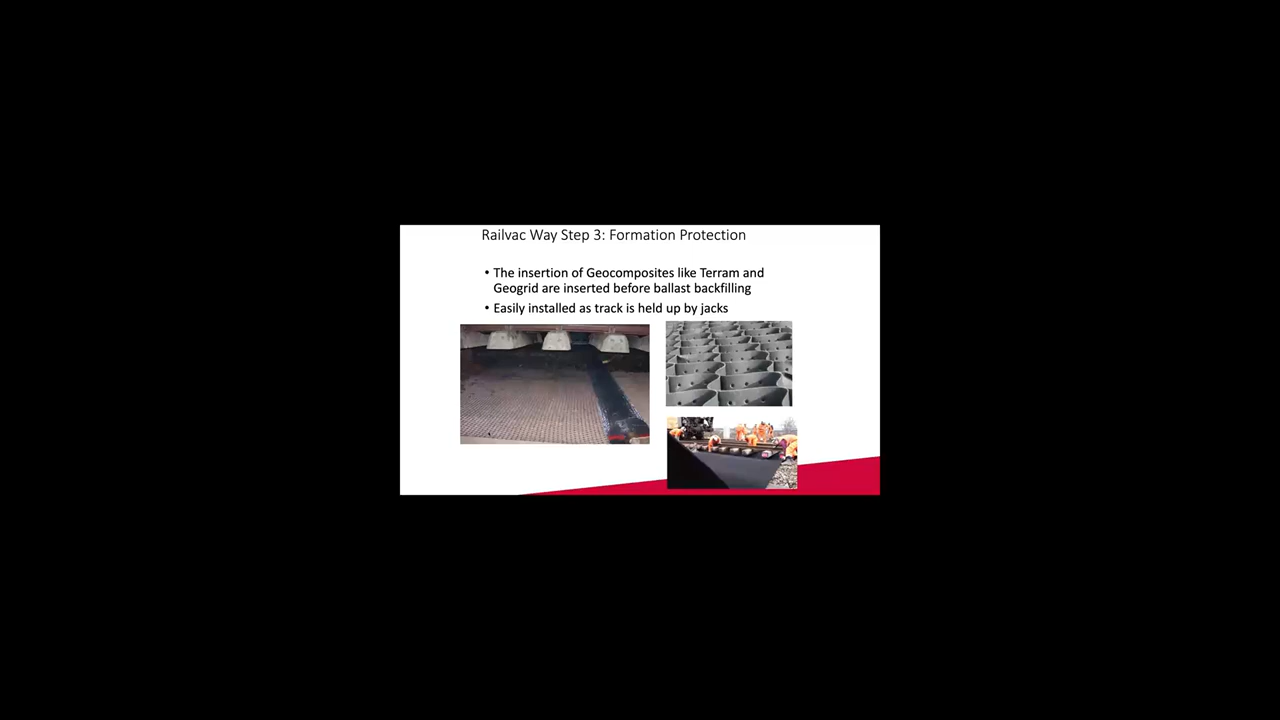 Railvac Way Step 3: Formation Protection
• The insertion of Geocomposites like Terram and
Geogrid are inserted before ballast backfilling
• Easily installed as track is held up by jacks